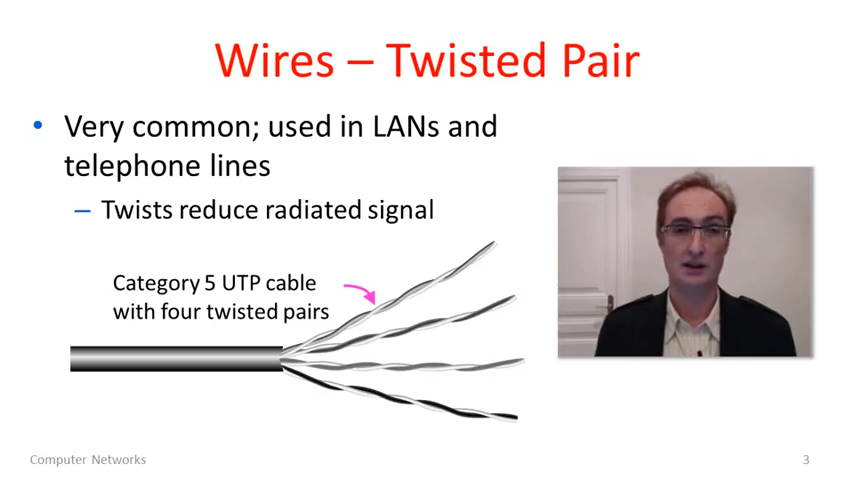 Wires – Twisted Pair
• Very common; used in LANs and
telephone lines
– Twists reduce radiated signal
Category 5 UTP cable
with four twisted pairs
Computer Networks
3